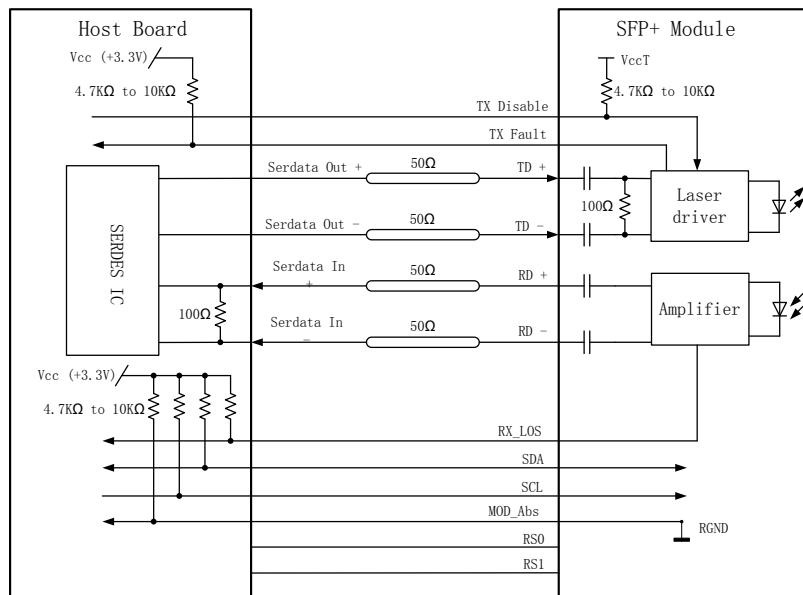 Host Board
SFP+ Module
Vcc (+3.3V)
VccT
4.7KΩ to 10KΩ
4.7KΩ to 10KΩ
TX Disable
TX Fault
Serdata Out +
50Ω
TD +
100Ω
Laser
driver
Serdata Out -
50Ω
TD -
SERDES IC
Serdata In
+
50Ω
RD +
100Ω
Amplifier
Serdata In
-
50Ω
RD -
Vcc (+3.3V)
4.7KΩ to 10KΩ
RX_LOS
SDA
SCL
MOD_Abs
RGND
RS0
RS1